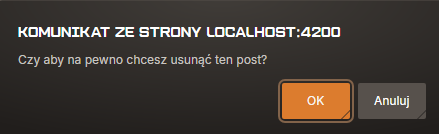 KOMUNIKAT ZE STRONY LOCALHOST:4200
Czy aby na pewno chcesz usunąć ten post?
OK Anuluj